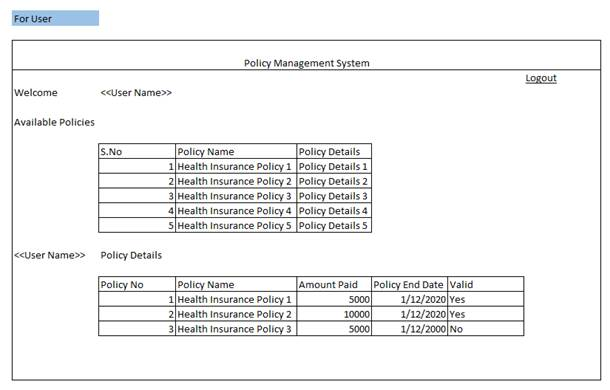 For User
Policy Management System
Logout
Welcome <<User Name>>
Available Policies
S.No Policy Name Policy Details
1 Health Insurance Policy 1 Policy Details 1
2 Health Insurance Policy 2 Policy Details 2
3 Health Insurance Policy 3 Policy Details 3
4 Health Insurance Policy 4 Policy Details 4
5 Health Insurance Policy 5 Policy Details 5
<<User Name>> Policy Details
Policy No Policy Name Amount Paid Policy End Date Valid
1 Health Insurance Policy 1 5000 1/12/2020 Yes
2 Health Insurance Policy 2 10000 1/12/2020 Yes
3 Health Insurance Policy 3 5000 1/12/2000 No